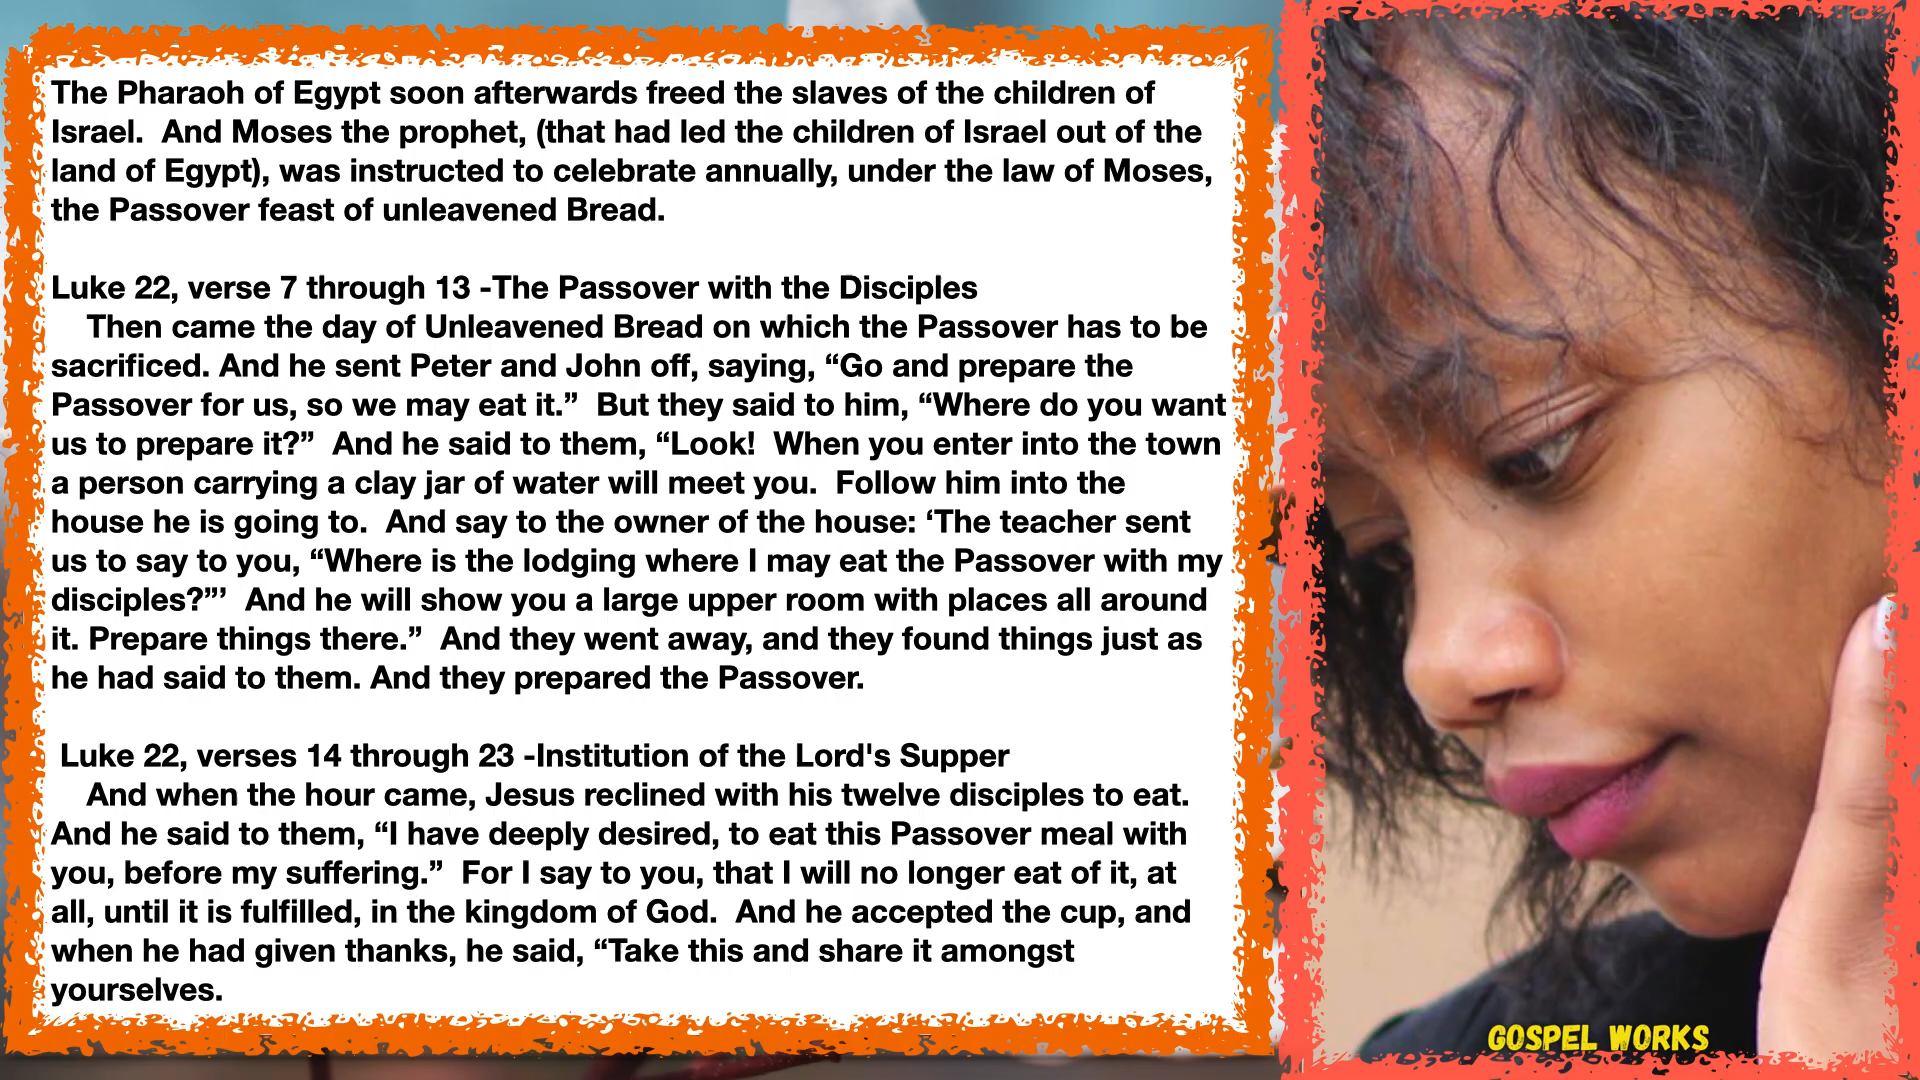 The Pharaoh of Egypt soon afterwards freed the slaves of the children of
Israel.  And Moses the prophet, (that had led the children of Israel out of the
land of Egypt), was instructed to celebrate annually, under the law of Moses,
the Passover feast of unleavened Bread.
Luke 22, verse 7 through 13 -The Passover with the Disciples
Then came the day of Unleavened Bread on which the Passover has to be
sacrificed. And he sent Peter and John off, saying, “Go and prepare the
Passover for us, so we may eat it.”  But they said to him, “Where do you want
us to prepare it?”  And he said to them, “Look!  When you enter into the town
a person carrying a clay jar of water will meet you.  Follow him into the
house he is going to.  And say to the owner of the house: ‘The teacher sent
us to say to you, “Where is the lodging where I may eat the Passover with my
disciples?”’  And he will show you a large upper room with places all around
it. Prepare things there.”  And they went away, and they found things just as
he had said to them. And they prepared the Passover.
Luke 22, verses 14 through 23 -Institution of the Lord's Supper
And when the hour came, Jesus reclined with his twelve disciples to eat.
And he said to them, “I have deeply desired, to eat this Passover meal with
you, before my suffering.”  For I say to you, that I will no longer eat of it, at
all, until it is fulfilled, in the kingdom of God.  And he accepted the cup, and
when he had given thanks, he said, “Take this and share it amongst
yourselves.
GOSPEL WORKS